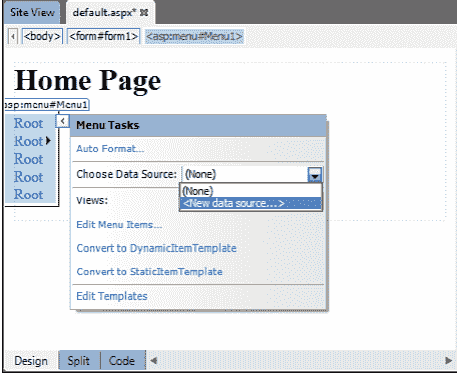 Site View default.aspx*
<body> <form#form1> <asp:menu#Menu1>
Home Page
asp:menu#Menu1
Root
Root
Root
Root
Root
Menu Tasks
Auto Format...
Choose Data Source: (None)
(None)
<New data source...>
Views:
Edit Menu Items...
Convert to DynamicItemTemplate
Convert to StaticItemTemplate
Edit Templates
Design Split Code